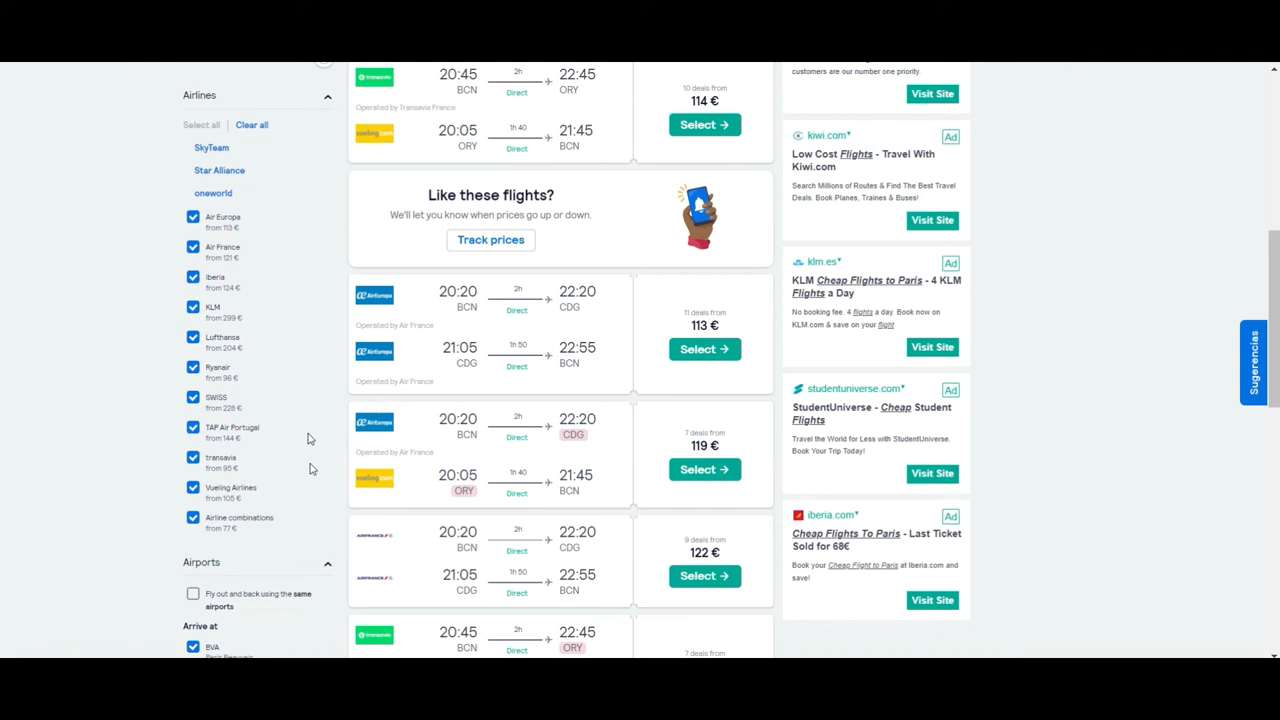 Airlines
Select all
Clear all
SkyTeam
Star Alliance
oneworld
Air Europa
from 113 €
Air France
from 121 €
Iberia
from 124 €
KLM
from 299 €
Lufthansa
from 204 €
Ryanair
from 96 €
SWISS
from 228 €
TAP Air Portugal
from 144 €
transavia
from 95 €
Vueling Airlines
from 105 €
Airline combinations
from 77 €
Airports
Fly out and back using the same
airports
Arrive at
BVA
transavia
20:45
2h
22:45
BCN
Direct
ORY
Operated by Transavia France
vueling.com
20:05
1h 40
21:45
ORY
Direct
BCN
10 deals from
114 €
Select →
Like these flights?
We'll let you know when prices go up or down.
Track prices
AirEuropa
20:20
2h
22:20
BCN
Direct
CDG
Operated by Air France
AirEuropa
21:05
1h 50
22:55
CDG
Direct
BCN
Operated by Air France
11 deals from
113 €
Select →
AirEuropa
20:20
2h
22:20
BCN
Direct
CDG
Operated by Air France
vueling.com
20:05
1h 40
21:45
ORY
Direct
BCN
7 deals from
119 €
Select →
AIRFRANCE
20:20
2h
22:20
BCN
Direct
CDG
AIRFRANCE
21:05
1h 50
22:55
CDG
Direct
BCN
9 deals from
122 €
Select →
transavia
20:45
2h
22:45
BCN
Direct
ORY
7 deals from
customers are our number one priority.
Visit Site
kiwi.com
Ad
Low Cost Flights - Travel With
Kiwi.com
Search Millions of Routes & Find The Best Travel
Deals. Book Planes, Traines & Buses!
Visit Site
klm.es
Ad
KLM Cheap Flights to Paris - 4 KLM
Flights a Day
No booking fee. 4 flights a day. Book now on
KLM.com & save on your flight
Visit Site
studentuniverse.com
Ad
StudentUniverse - Cheap Student
Flights
Travel the World for Less with StudentUniverse.
Book Your Trip Today!
Visit Site
iberia.com
Ad
Cheap Flights To Paris - Last Ticket
Sold for 68€
Book your Cheap Flight to Paris at Iberia.com and
save!
Visit Site
Sugerencias